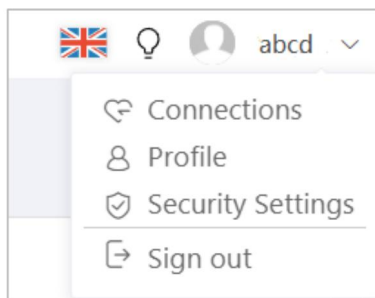 abcd
Connections
Profile
Security Settings
Sign out